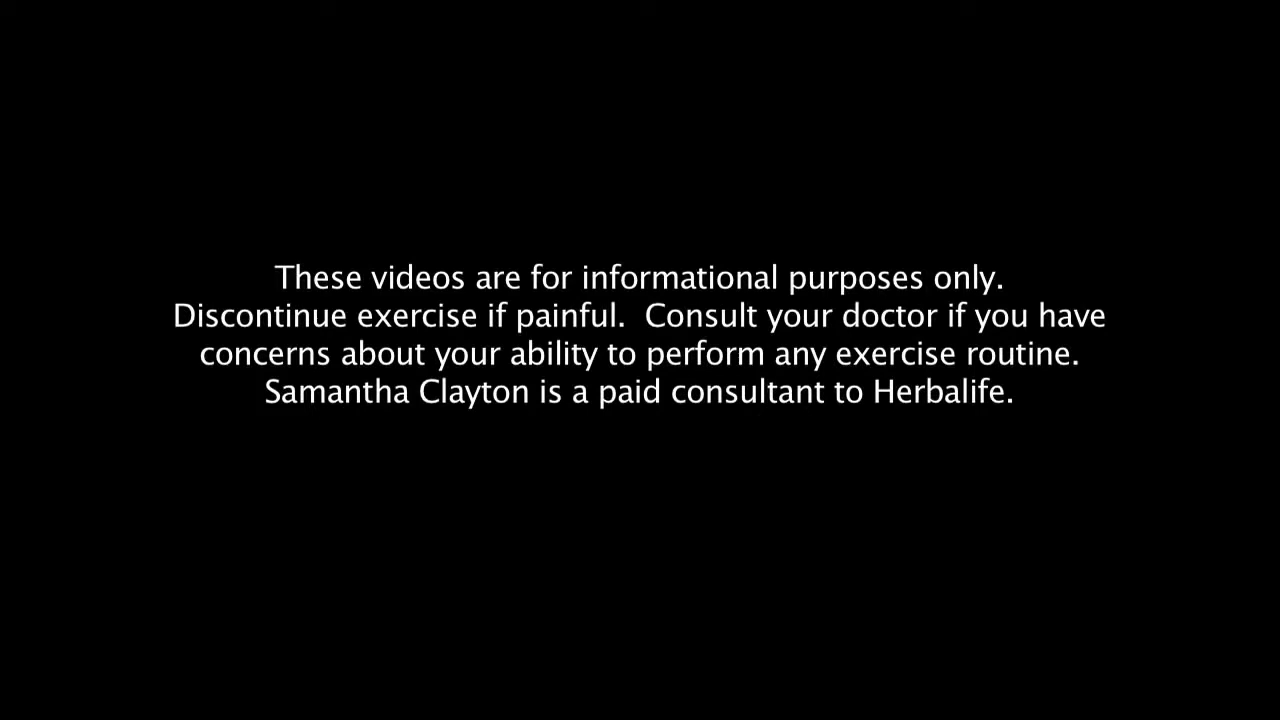 These videos are for informational purposes only.
Discontinue exercise if painful.  Consult your doctor if you have
concerns about your ability to perform any exercise routine.
Samantha Clayton is a paid consultant to Herbalife.